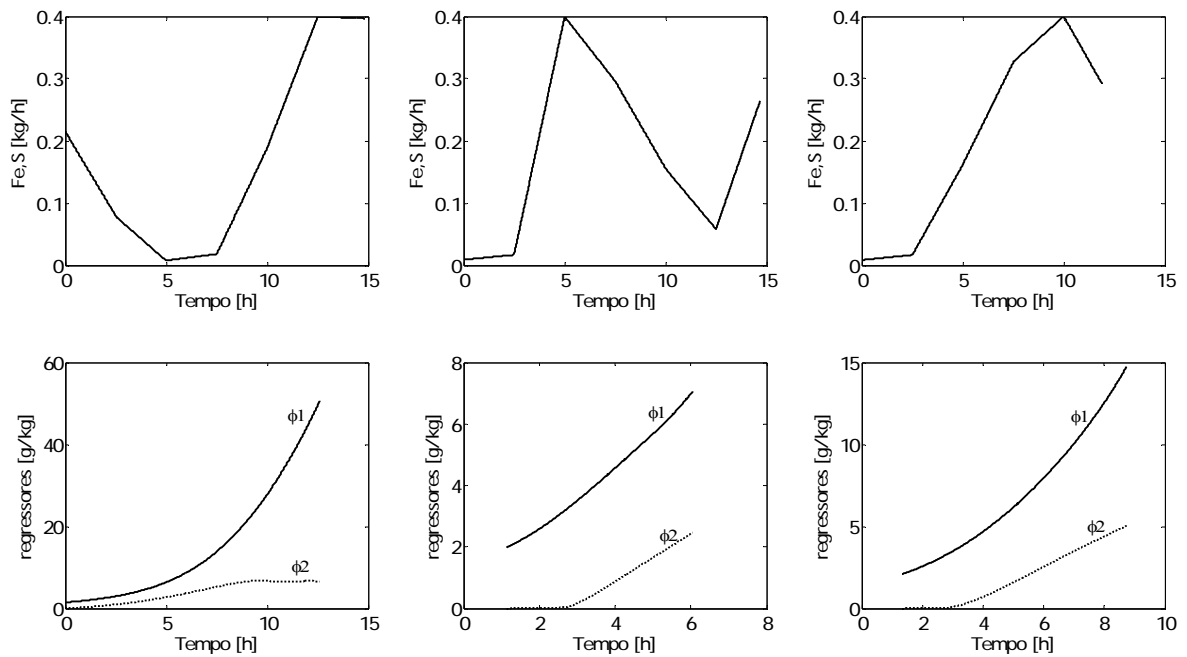 Fe,S [kg/h]
0.4
0.3
0.2
0.1
0
0 5 10 15
Tempo [h]
Fe,S [kg/h]
0.4
0.3
0.2
0.1
0
0 5 10 15
Tempo [h]
Fe,S [kg/h]
0.4
0.3
0.2
0.1
0
0 5 10 15
Tempo [h]
regressores [g/kg]
60
40
20
0
0 5 10 15
Tempo [h]
ϕ1
ϕ2
regressores [g/kg]
8
6
4
2
0
0 2 4 6 8
Tempo [h]
ϕ1
ϕ2
regressores [g/kg]
15
10
5
0
0 2 4 6 8 10
Tempo [h]
ϕ1
ϕ2